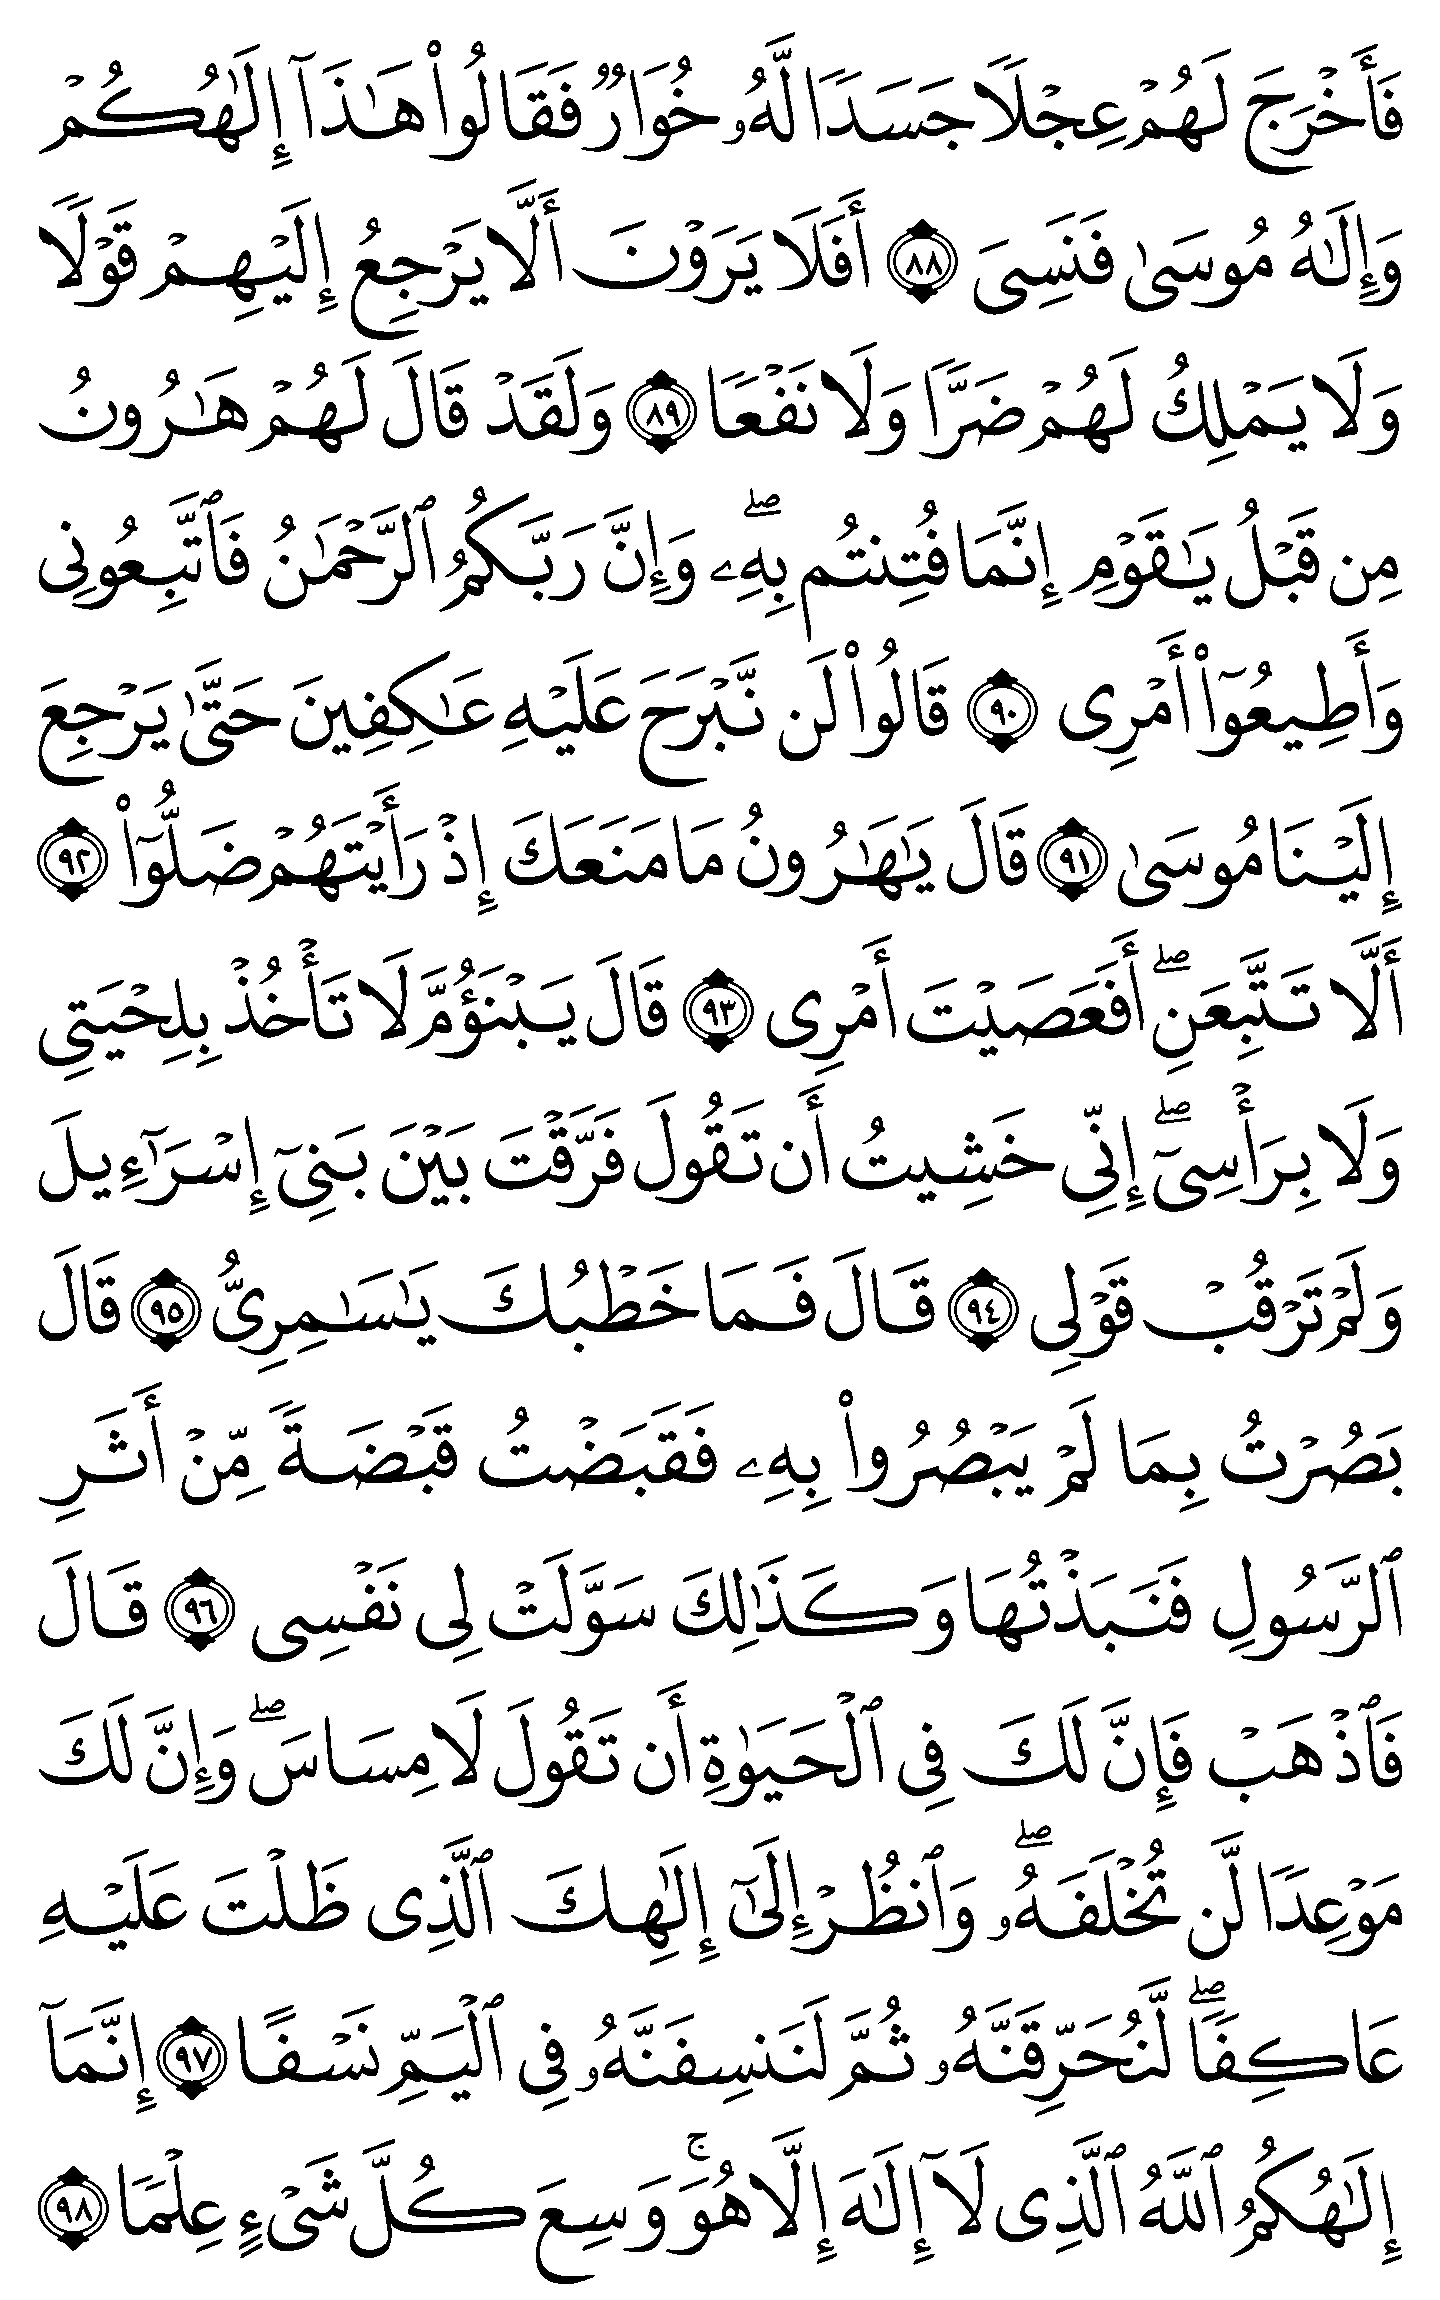 فَأَخۡرَجَ لَهُمۡ عِجۡلٗا جَسَدٗا لَّهُۥ خُوَارٞ فَقَالُواْ هَٰذَآ إِلَٰهُكُمۡ
وَإِلَٰهُ مُوسَىٰ فَنَسِيَ ٨٨ أَفَلَا يَرَوۡنَ أَلَّا يَرۡجِعُ إِلَيۡهِمۡ قَوۡلٗا
وَلَا يَمۡلِكُ لَهُمۡ ضَرّٗا وَلَا نَفۡعٗا ٨٩ وَلَقَدۡ قَالَ لَهُمۡ هَٰرُونُ
مِن قَبۡلُ يَٰقَوۡمِ إِنَّمَا فُتِنتُم بِهِۦۖ وَإِنَّ رَبَّكُمُ ٱلرَّحۡمَٰنُ فَٱتَّبِعُونِي
وَأَطِيعُوٓاْ أَمۡرِي ٩٠ قَالُواْ لَن نَّبۡرَحَ عَلَيۡهِ عَٰكِفِينَ حَتَّىٰ يَرۡجِعَ
إِلَيۡنَا مُوسَىٰ ٩١ قَالَ يَٰهَٰرُونُ مَا مَنَعَكَ إِذۡ رَأَيۡتَهُمۡ ضَلُّوٓاْ ٩٢
أَلَّا تَتَّبِعَنِۖ أَفَعَصَيۡتَ أَمۡرِي ٩٣ قَالَ يَبۡنَؤُمَّ لَا تَأۡخُذۡ بِلِحۡيَتِي
وَلَا بِرَأۡسِيٓۖ إِنِّي خَشِيتُ أَن تَقُولَ فَرَّقۡتَ بَيۡنَ بَنِيٓ إِسۡرَٰٓءِيلَ
وَلَمۡ تَرۡقُبۡ قَوۡلِي ٩٤ قَالَ فَمَا خَطۡبُكَ يَٰسَٰمِرِيُّ ٩٥ قَالَ
بَصُرۡتُ بِمَا لَمۡ يَبۡصُرُواْ بِهِۦ فَقَبَضۡتُ قَبۡضَةٗ مِّنۡ أَثَرِ
ٱلرَّسُولِ فَنَبَذۡتُهَا وَكَذَٰلِكَ سَوَّلَتۡ لِي نَفۡسِي ٩٦ قَالَ
فَٱذۡهَبۡ فَإِنَّ لَكَ فِي ٱلۡحَيَوٰةِ أَن تَقُولَ لَا مِسَاسَۖ وَإِنَّ لَكَ
مَوۡعِدٗا لَّن تُخۡلَفَهُۥۖ وَٱنظُرۡ إِلَىٰٓ إِلَٰهِكَ ٱلَّذِي ظَلۡتَ عَلَيۡهِ
عَاكِفٗاۖ لَّنُحَرِّقَنَّهُۥ ثُمَّ لَنَنسِفَنَّهُۥ فِي ٱلۡيَمِّ نَسۡفًا ٩٧ إِنَّمَآ
إِلَٰهُكُمُ ٱللَّهُ ٱلَّذِي لَآ إِلَٰهَ إِلَّا هُوَۚ وَسِعَ كُلَّ شَيۡءٍ عِلۡمٗا ٩٨